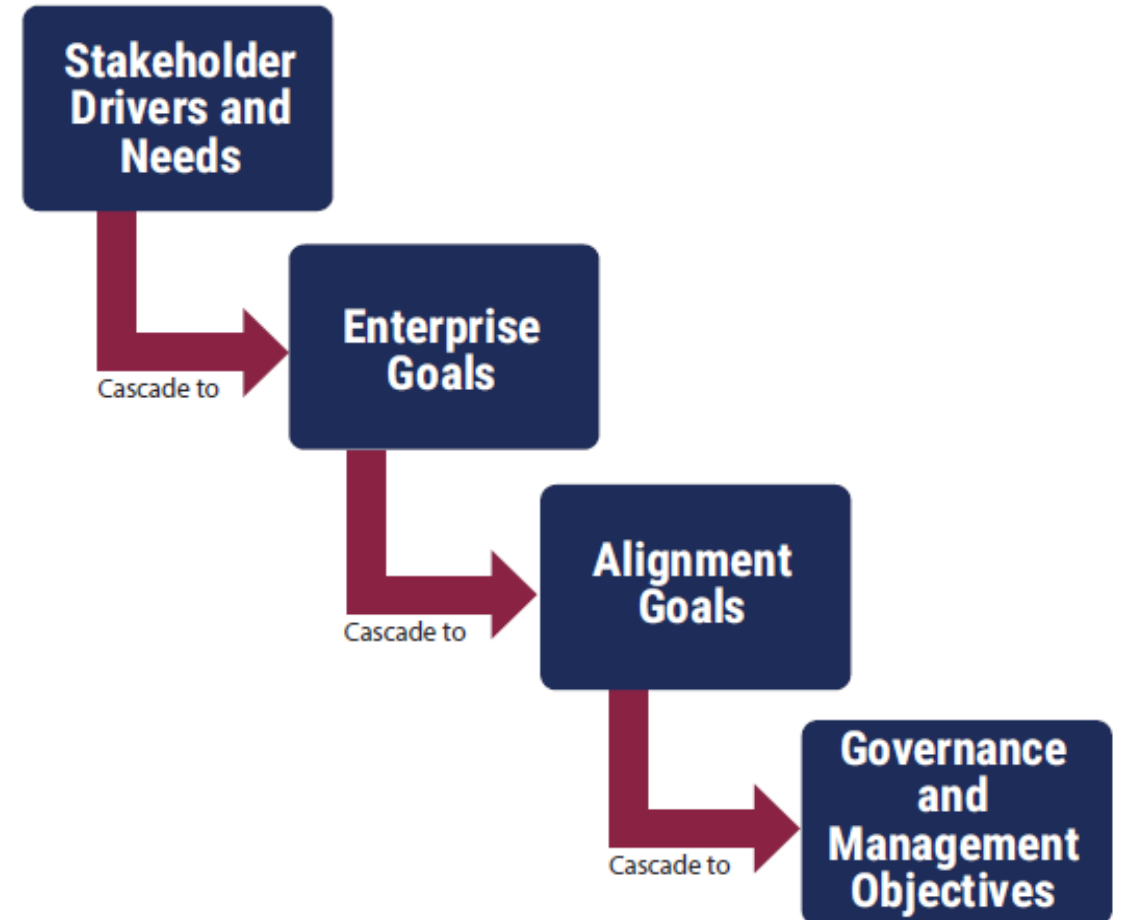 Stakeholder
Drivers and
Needs
Cascade to
Enterprise
Goals
Cascade to
Alignment
Goals
Cascade to
Governance
and
Management
Objectives